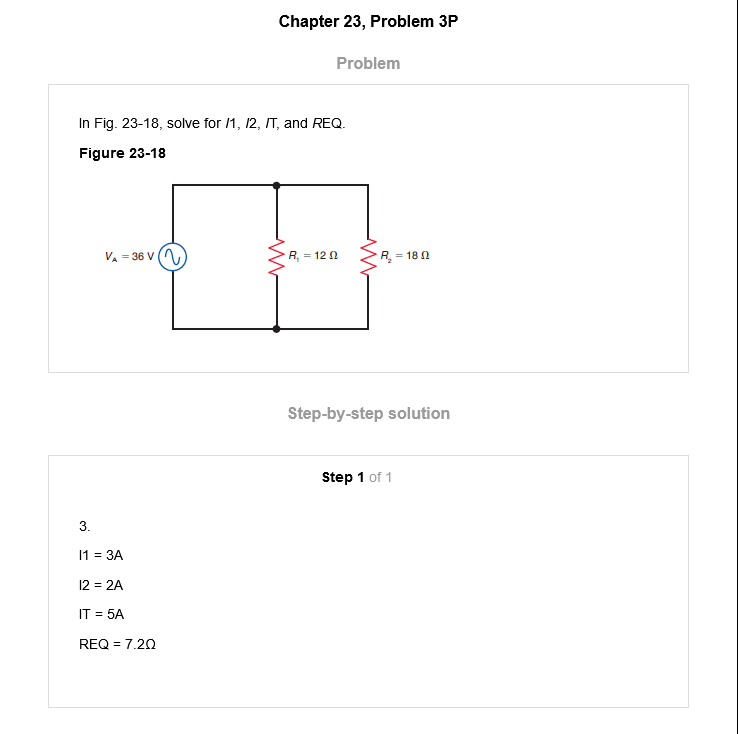 Chapter 23, Problem 3P
Problem
In Fig. 23-18, solve for I1, I2, IT, and REQ.
Figure 23-18
V_A = 36 V
R_1 = 12 Ω
R_2 = 18 Ω
Step-by-step solution
Step 1 of 1
3.
I1 = 3A
I2 = 2A
IT = 5A
REQ = 7.2Ω